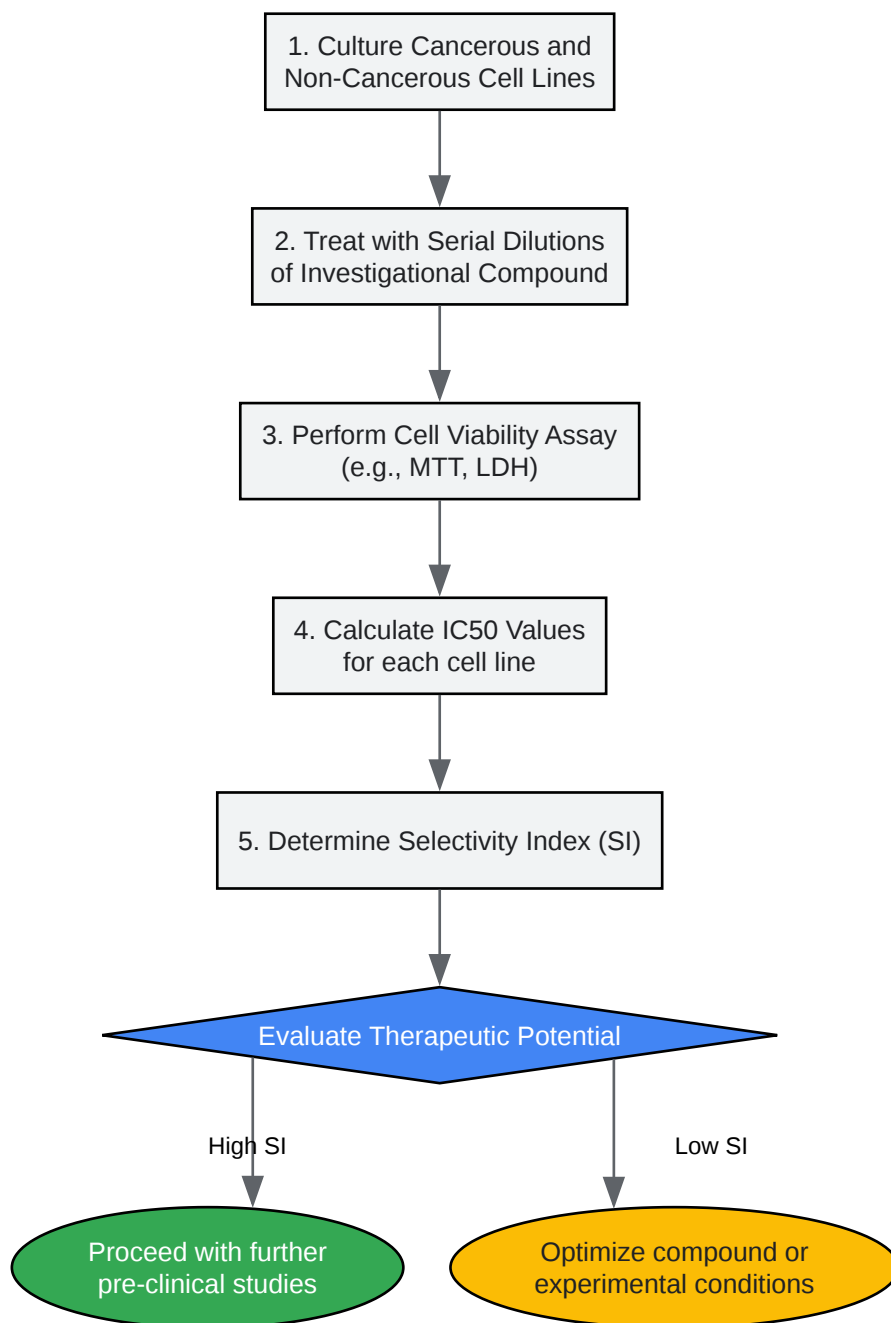 1. Culture Cancerous and
Non-Cancerous Cell Lines
2. Treat with Serial Dilutions
of Investigational Compound
3. Perform Cell Viability Assay
(e.g., MTT, LDH)
4. Calculate IC50 Values
for each cell line
5. Determine Selectivity Index (SI)
Evaluate Therapeutic Potential
High SI
Low SI
Proceed with further
pre-clinical studies
Optimize compound or
experimental conditions